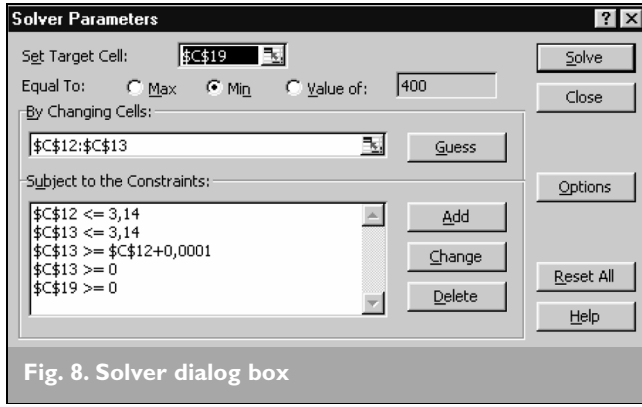 Solver Parameters
Set Target Cell: $C$19 Solve
Equal To: Max Min Value of: 400 Close
By Changing Cells:
$C$12:$C$13 Guess
Subject to the Constraints: Options
$C$12 <= 3,14 Add
$C$13 <= 3,14
$C$13 >= $C$12+0,0001 Change
$C$13 >= 0 Reset All
$C$19 >= 0 Delete
Help
Fig. 8. Solver dialog box